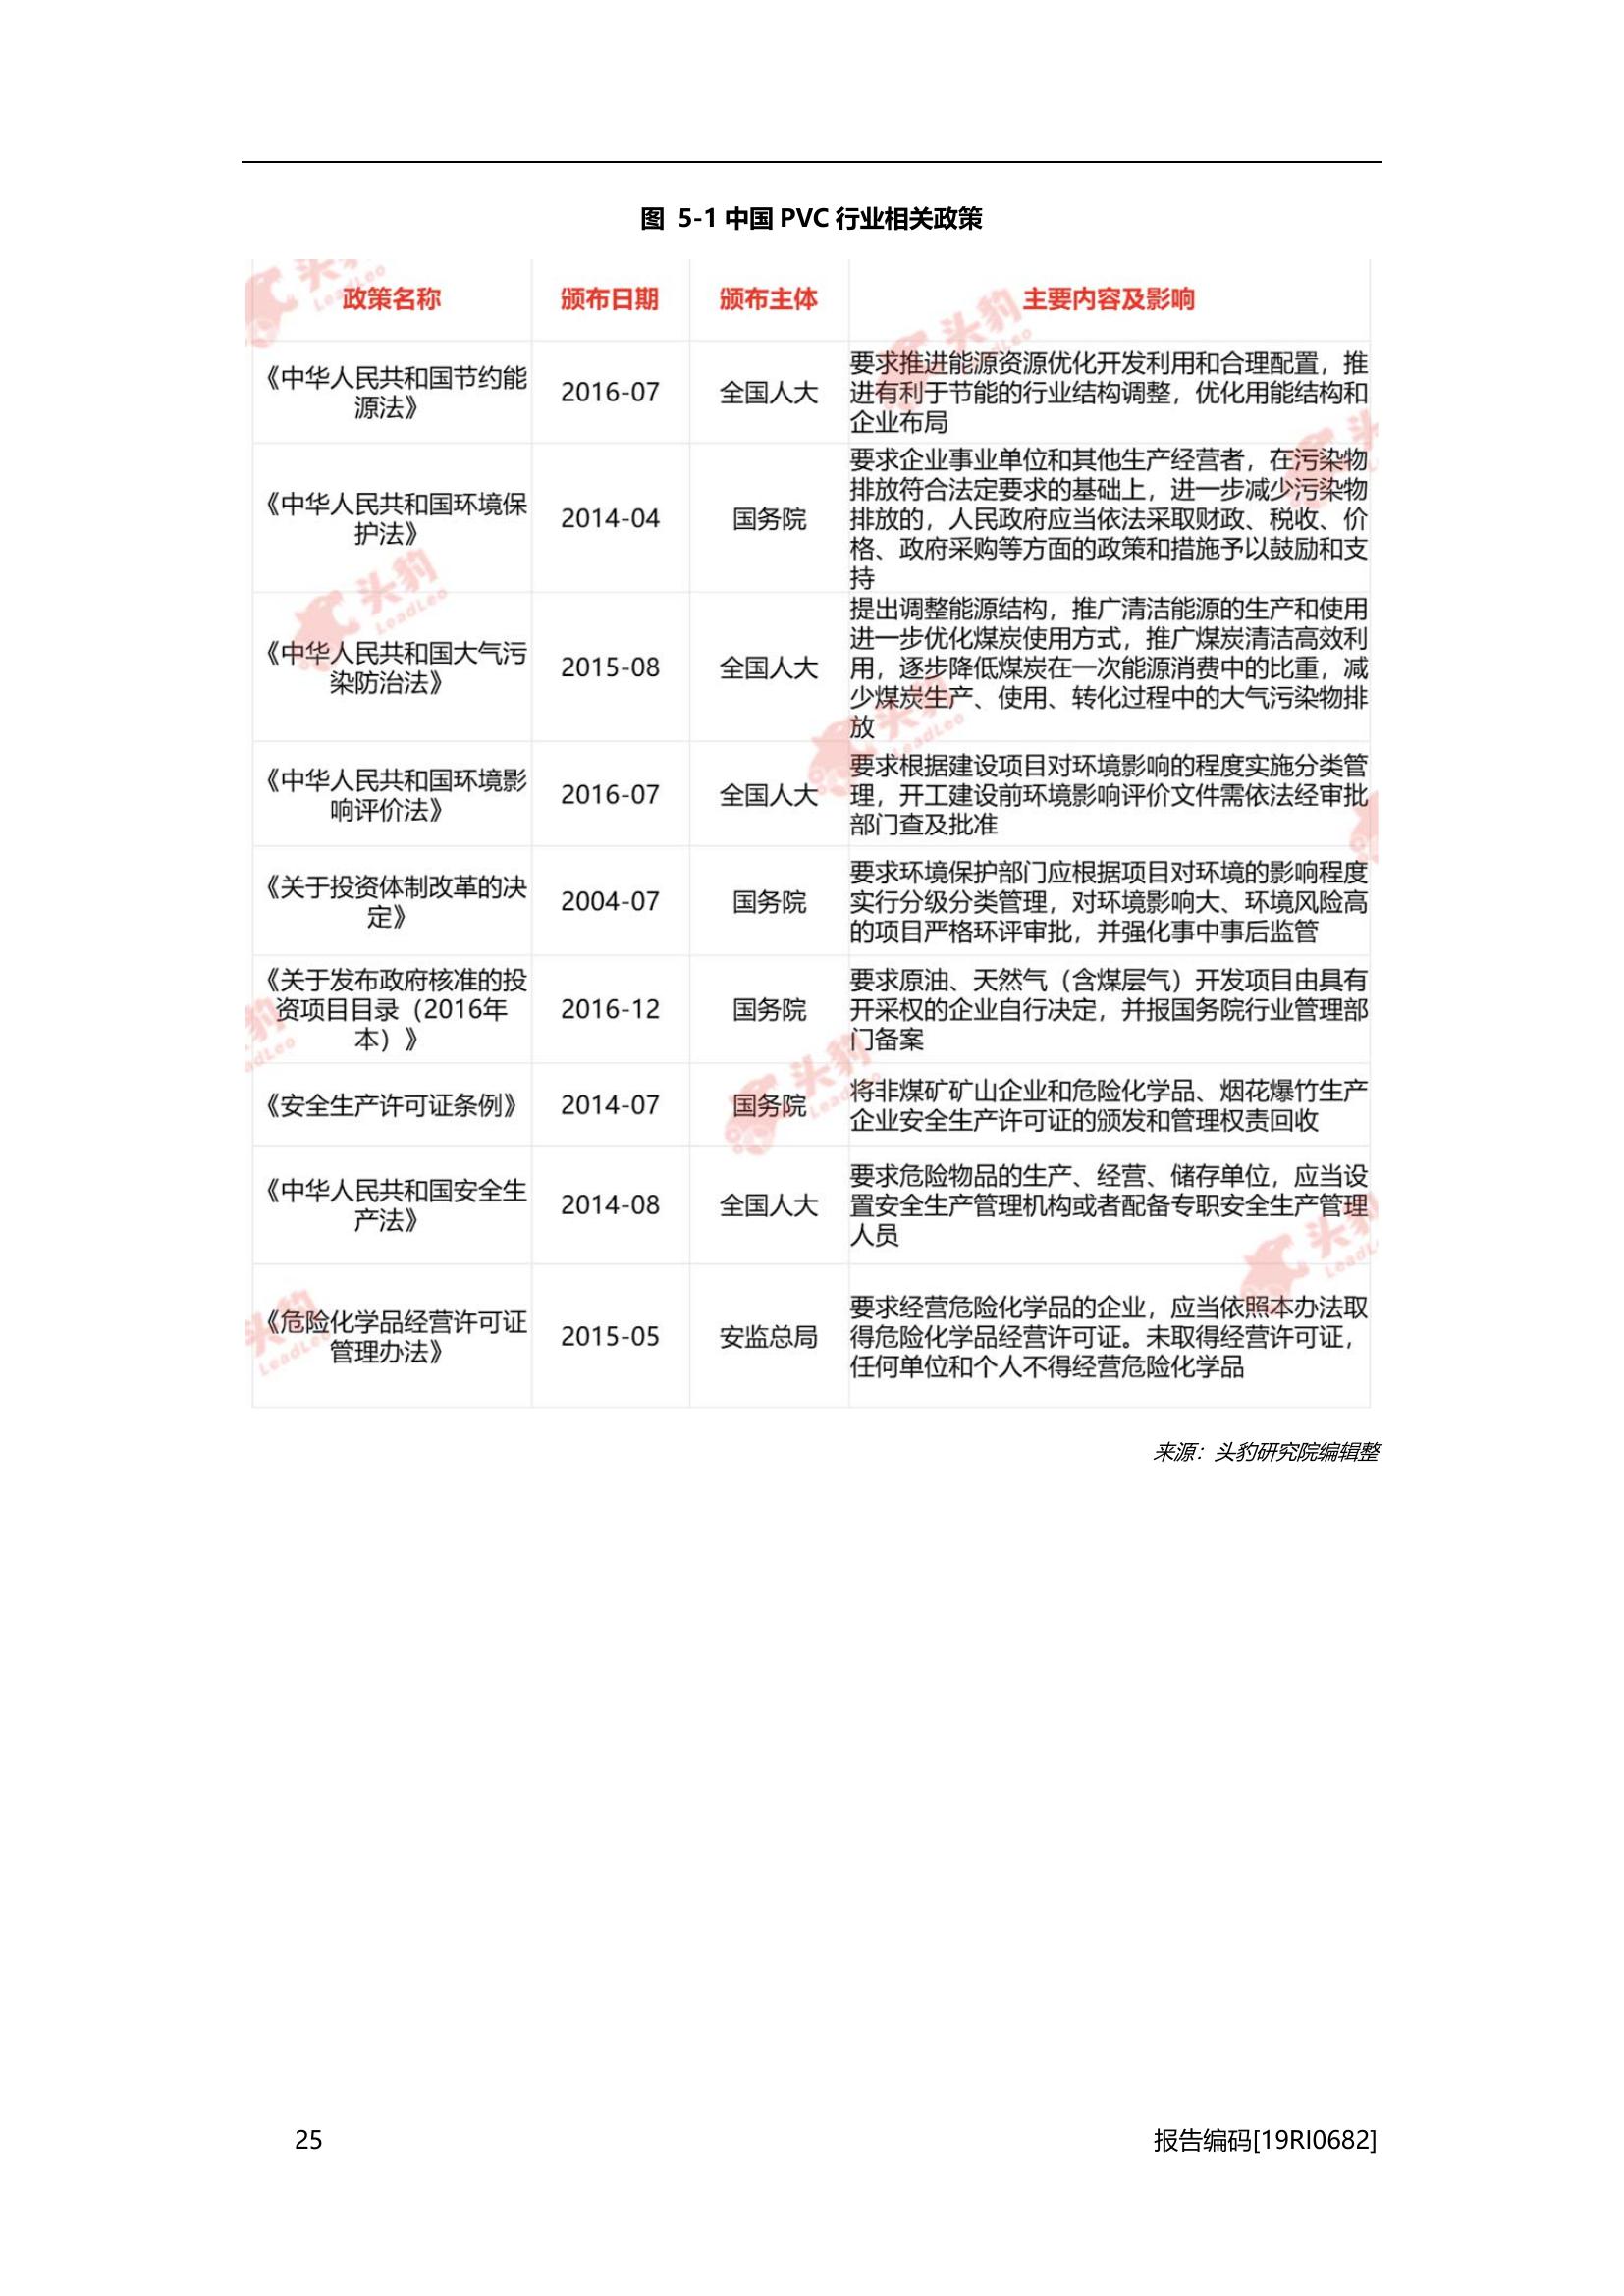 图 5-1 中国 PVC 行业相关政策
政策名称 颁布日期 颁布主体 主要内容及影响
《中华人民共和国节约能
源法》
2016-07
全国人大
要求推进能源资源优化开发利用和合理配置，推
进有利于节能的行业结构调整，优化用能结构和
企业布局
《中华人民共和国环境保
护法》
2014-04
国务院
要求企业事业单位和其他生产经营者，在污染物
排放符合法定要求的基础上，进一步减少污染物
排放的，人民政府应当依法采取财政、税收、价
格、政府采购等方面的政策和措施予以鼓励和支
持
《中华人民共和国大气污
染防治法》
2015-08
全国人大
提出调整能源结构，推广清洁能源的生产和使用
进一步优化煤炭使用方式，推广煤炭清洁高效利
用，逐步降低煤炭在一次能源消费中的比重，减
少煤炭生产、使用、转化过程中的大气污染物排
放
《中华人民共和国环境影
响评价法》
2016-07
全国人大
要求根据建设项目对环境影响的程度实施分类管
理，开工建设前环境影响评价文件需依法经审批
部门查及批准
《关于投资体制改革的决
定》
2004-07
国务院
要求环境保护部门应根据项目对环境的影响程度
实行分级分类管理，对环境影响大、环境风险高
的项目严格环评审批，并强化事中事后监管
《关于发布政府核准的投
资项目目录（2016年
本）》
2016-12
国务院
要求原油、天然气（含煤层气）开发项目由具有
开采权的企业自行决定，并报国务院行业管理部
门备案
《安全生产许可证条例》
2014-07
国务院
将非煤矿矿山企业和危险化学品、烟花爆竹生产
企业安全生产许可证的颁发和管理权责回收
《中华人民共和国安全生
产法》
2014-08
全国人大
要求危险物品的生产、经营、储存单位，应当设
置安全生产管理机构或者配备专职安全生产管理
人员
《危险化学品经营许可证
管理办法》
2015-05
安监总局
要求经营危险化学品的企业，应当依照本办法取
得危险化学品经营许可证。未取得经营许可证，
任何单位和个人不得经营危险化学品
来源：头豹研究院编辑整
25
报告编码[19RI0682]
头豹
LeadLeo